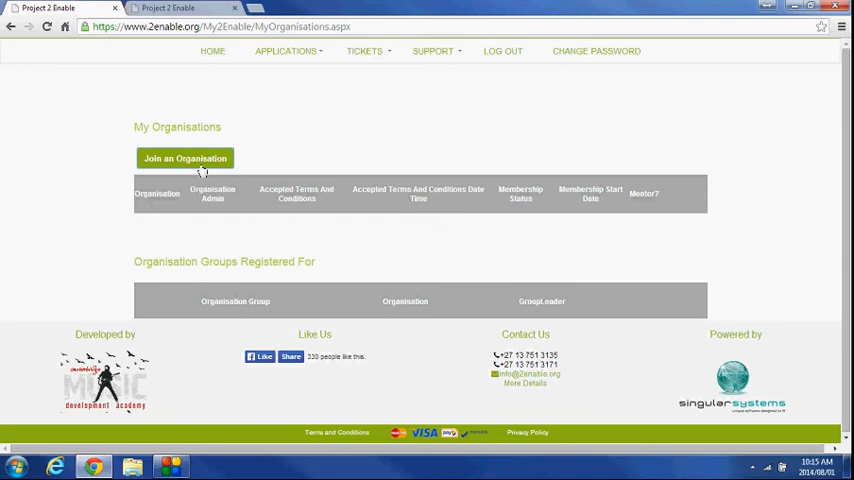 Project 2 Enable
Project 2 Enable
https://www.2enable.org/My2Enable/MyOrganisations.aspx
HOME APPLICATIONS TICKETS SUPPORT LOG OUT CHANGE PASSWORD
My Organisations
Join an Organisation
Organisation
Organisation
Admin
Accepted Terms And
Conditions
Accepted Terms And Conditions Date
Time
Membership
Status
Membership Start
Date
Mentor?
Organisation Groups Registered For
Organisation Group Organisation GroupLeader
Developed by
MUSIC
development academy
Like Us
Like Share 330 people like this.
Contact Us
+27 13 751 3135
+27 13 751 3171
info@2enable.org
More Details
Powered by
singularsystems
Terms and Conditions VISA Privacy Policy
10:15 AM
2014/08/01